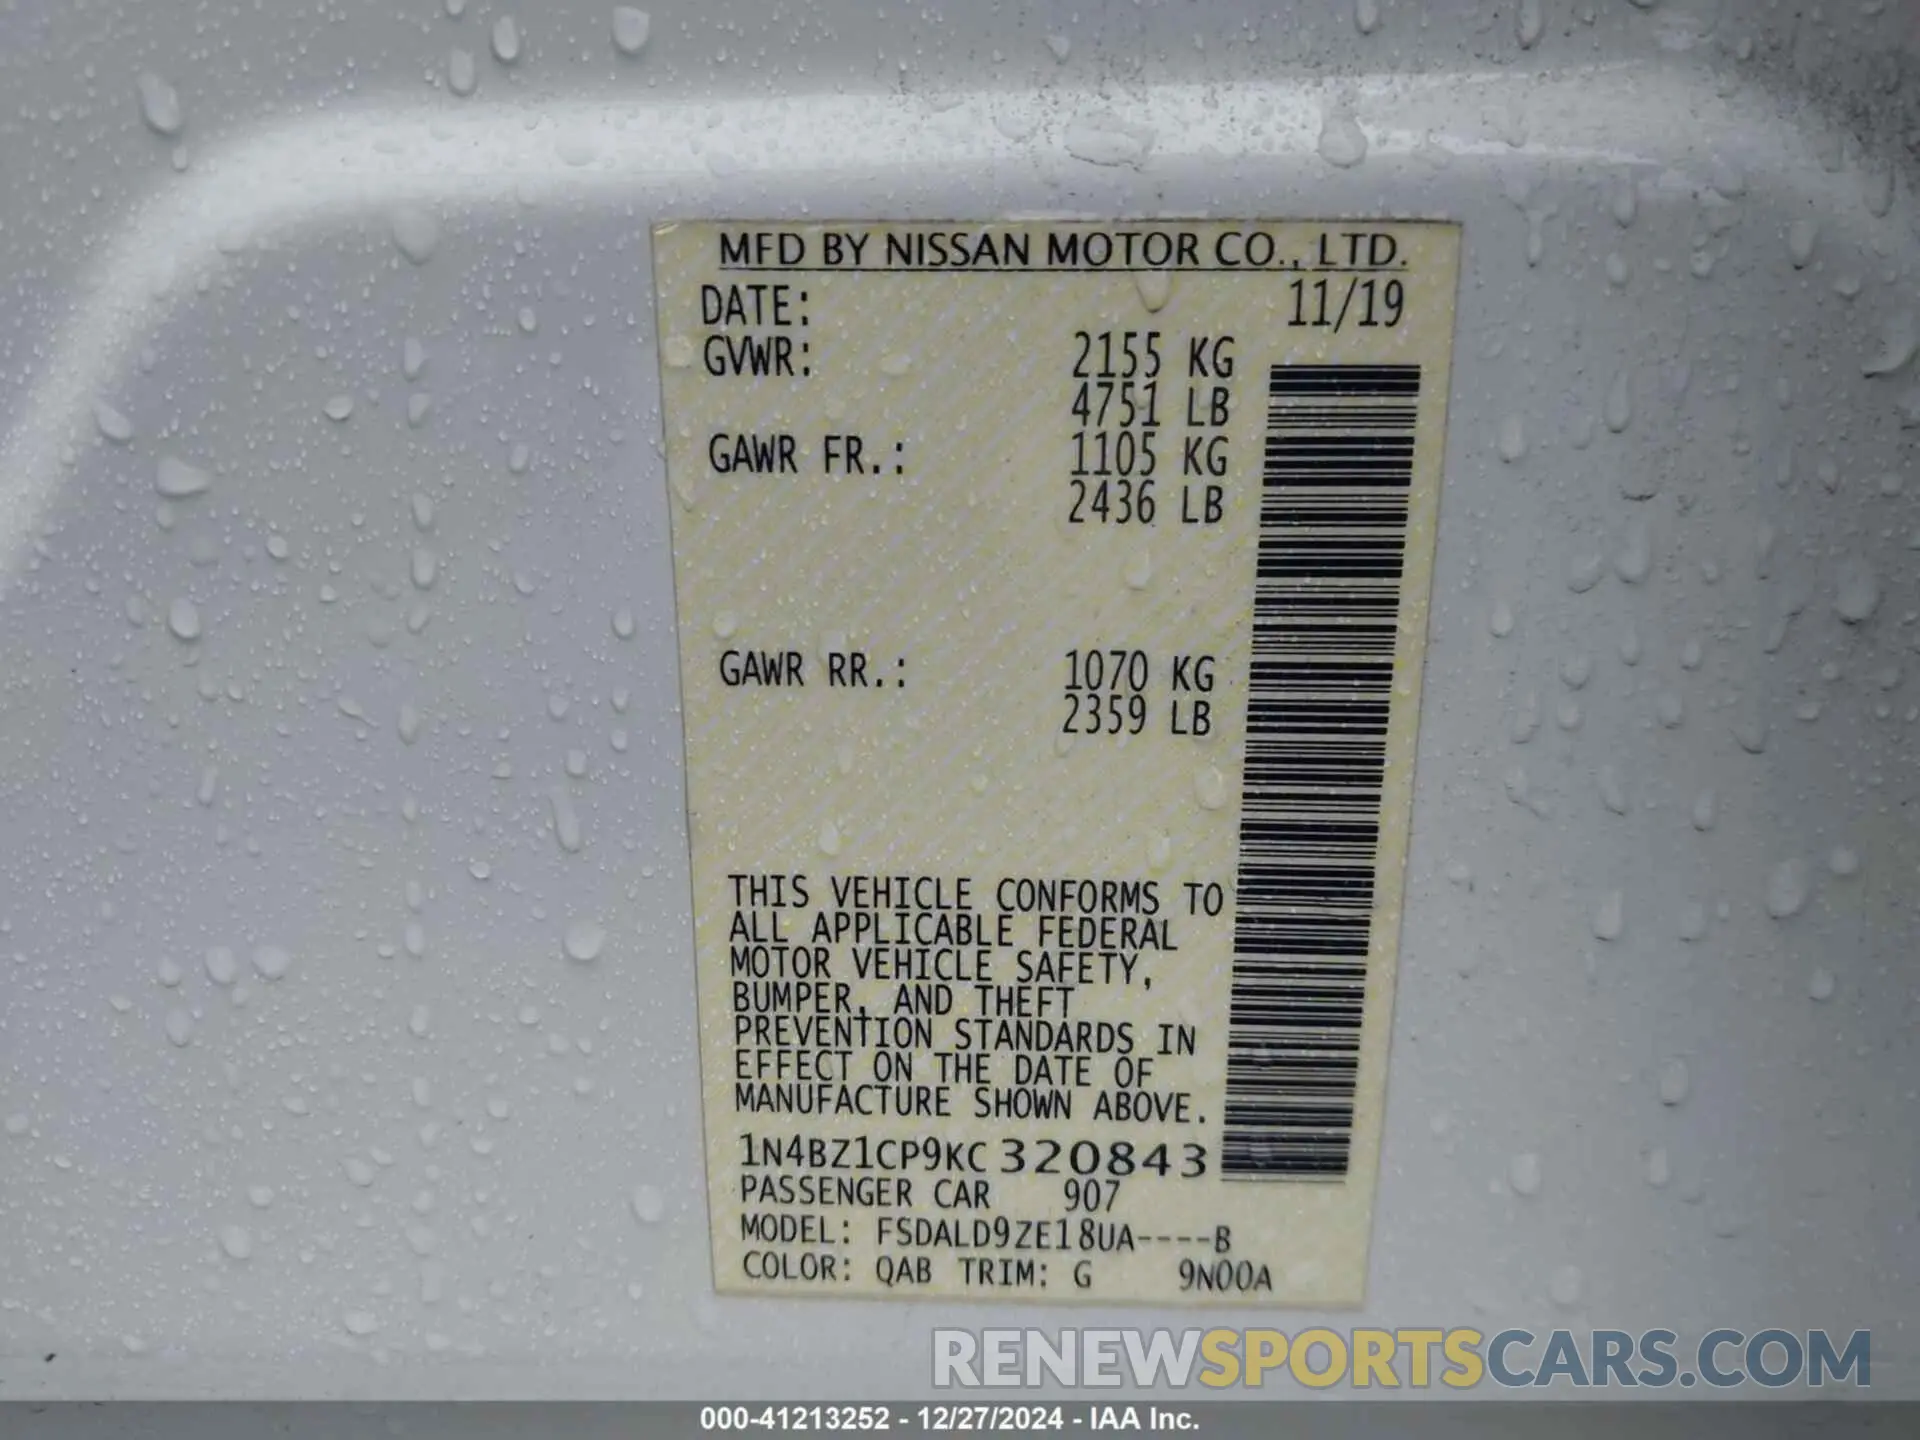 MFD BY NISSAN MOTOR CO., LTD.
DATE: 11/19
GVWR: 2155 KG
4751 LB
GAWR FR.: 1105 KG
2436 LB
GAWR RR.: 1070 KG
2359 LB
THIS VEHICLE CONFORMS TO
ALL APPLICABLE FEDERAL
MOTOR VEHICLE SAFETY,
BUMPER, AND THEFT
PREVENTION STANDARDS IN
EFFECT ON THE DATE OF
MANUFACTURE SHOWN ABOVE.
1N4BZ1CP9KC320843
PASSENGER CAR 907
MODEL: FSDALD9ZE18UA----B
COLOR: QAB TRIM: G 9N00A
RENEWSPORTSCARS.COM
000-41213252 - 12/27/2024 - IAA Inc.